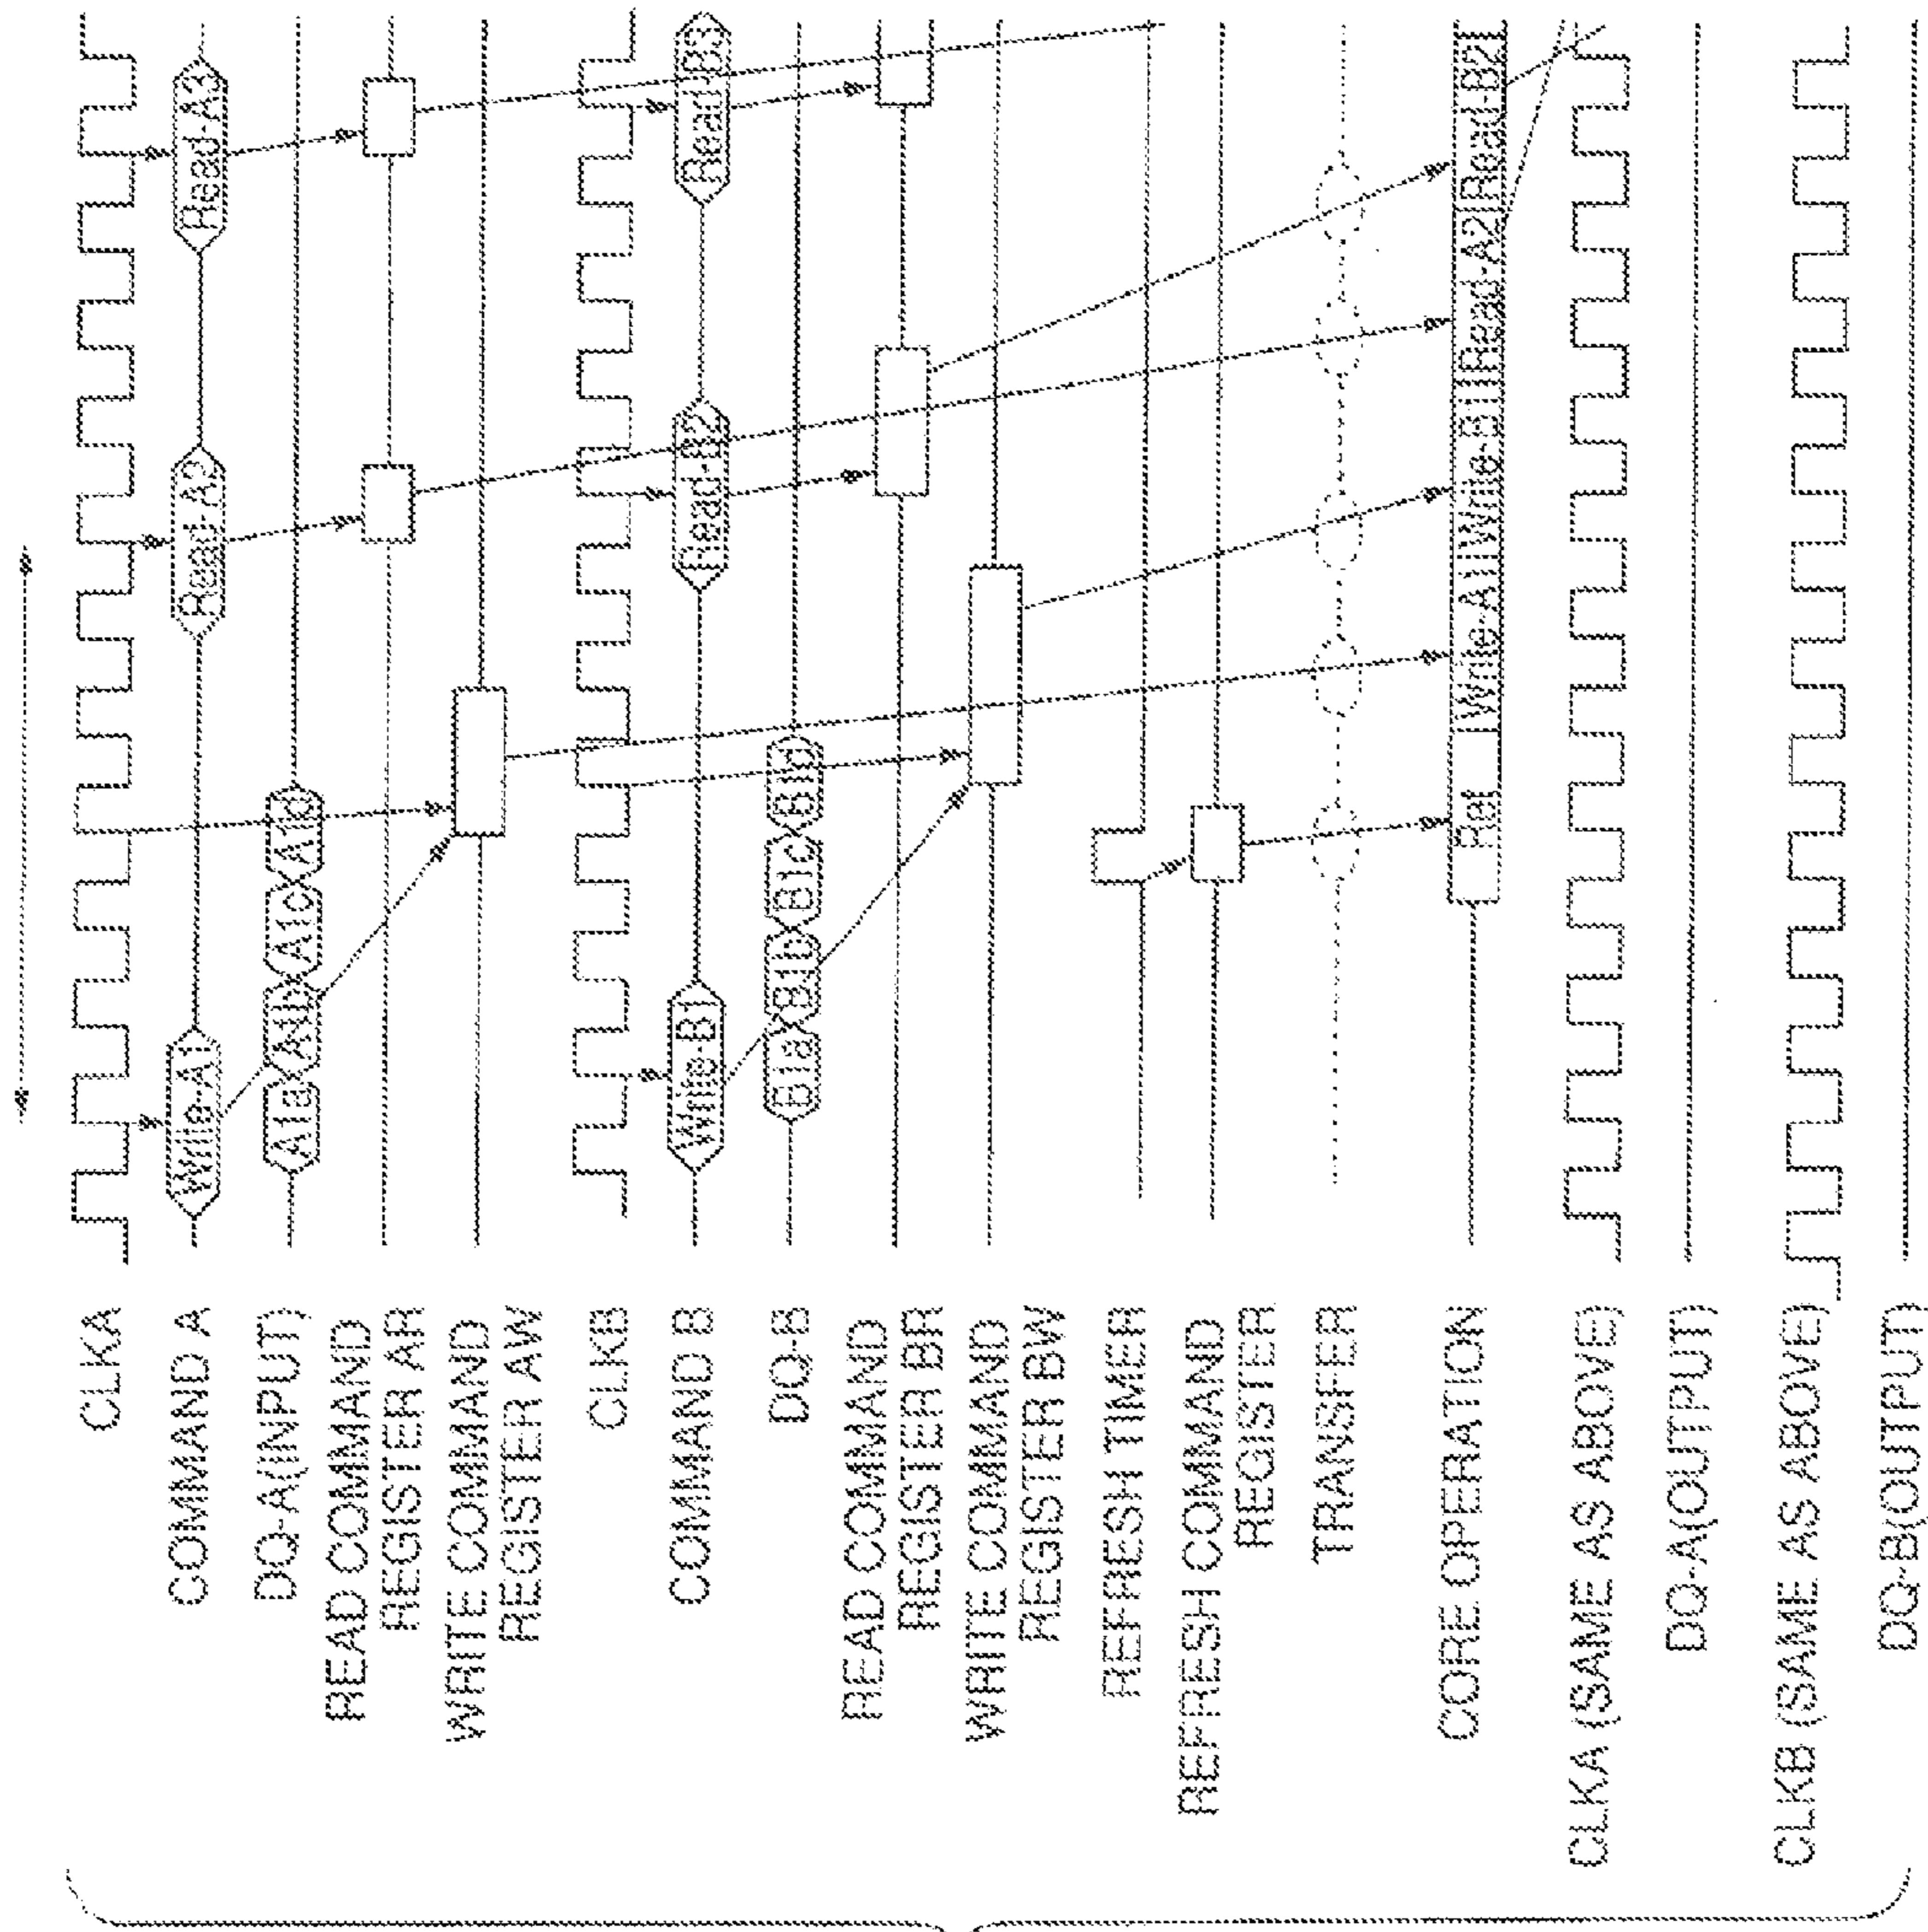 CLKA
COMMAND A
Write-A1
Read-A2
Read-A3
DQ-A(INPUT)
A1a
A1b
A1c
A1d
READ COMMAND
REGISTER AR
WRITE COMMAND
REGISTER AW
CLKB
COMMAND B
Write-B1
Read-B2
Read-B3
DQ-B
B1a
B1b
B1c
B1d
READ COMMAND
REGISTER BR
WRITE COMMAND
REGISTER BW
REFRESH TIMER
REFRESH COMMAND
REGISTER
TRANSFER
CORE OPERATION
Ref
Write-A1
Write-B1
Read-A2
Read-B2
CLKA (SAME AS ABOVE)
DQ-A(OUTPUT)
CLKB (SAME AS ABOVE)
DQ-B(OUTPUT)